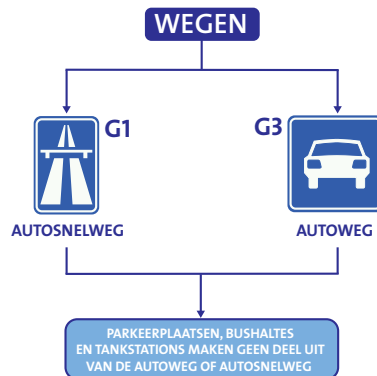 WEGEN
G1
G3
AUTOSNELWEG
AUTOWEG
PARKEERPLAATSEN, BUSHALTES
EN TANKSTATIONS MAKEN GEEN DEEL UIT
VAN DE AUTOWEG OF AUTOSNELWEG